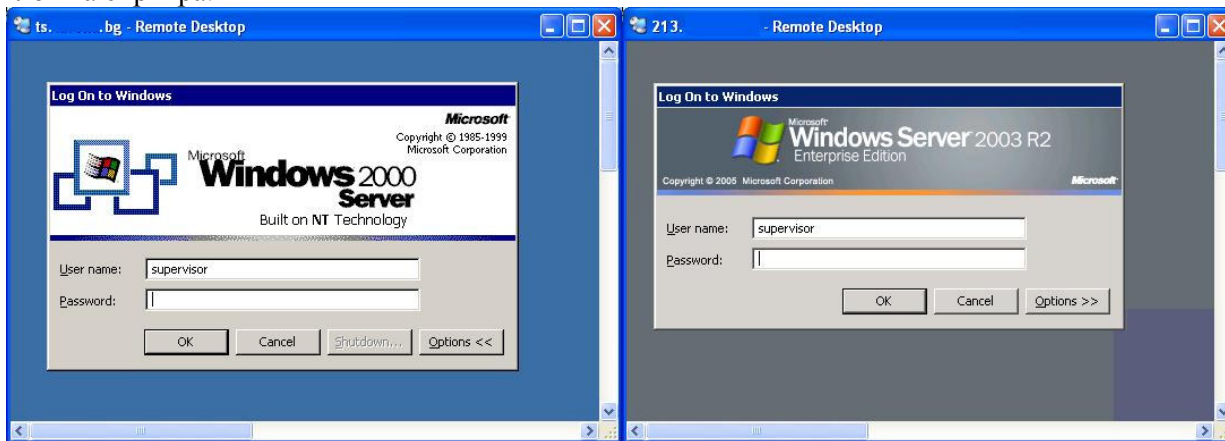 ts. .bg - Remote Desktop
Log On to Windows
Microsoft
Copyright © 1985-1999
Microsoft Corporation
Microsoft
Windows 2000
Server
Built on NT Technology
User name: supervisor
Password:
OK Cancel Shutdown... Options <<
213. - Remote Desktop
Log On to Windows
Microsoft
Windows Server 2003 R2
Enterprise Edition
Copyright © 2005 Microsoft Corporation Microsoft
User name: supervisor
Password:
OK Cancel Options >>